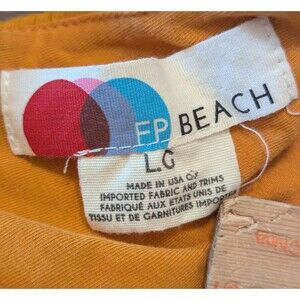 FP BEACH
LG
MADE IN USA OF
IMPORTED FABRIC AND TRIMS
FABRIQUÉ AUX ETATS UNIS DE
TISSU ET DE GARNITURES IMPORTÉS